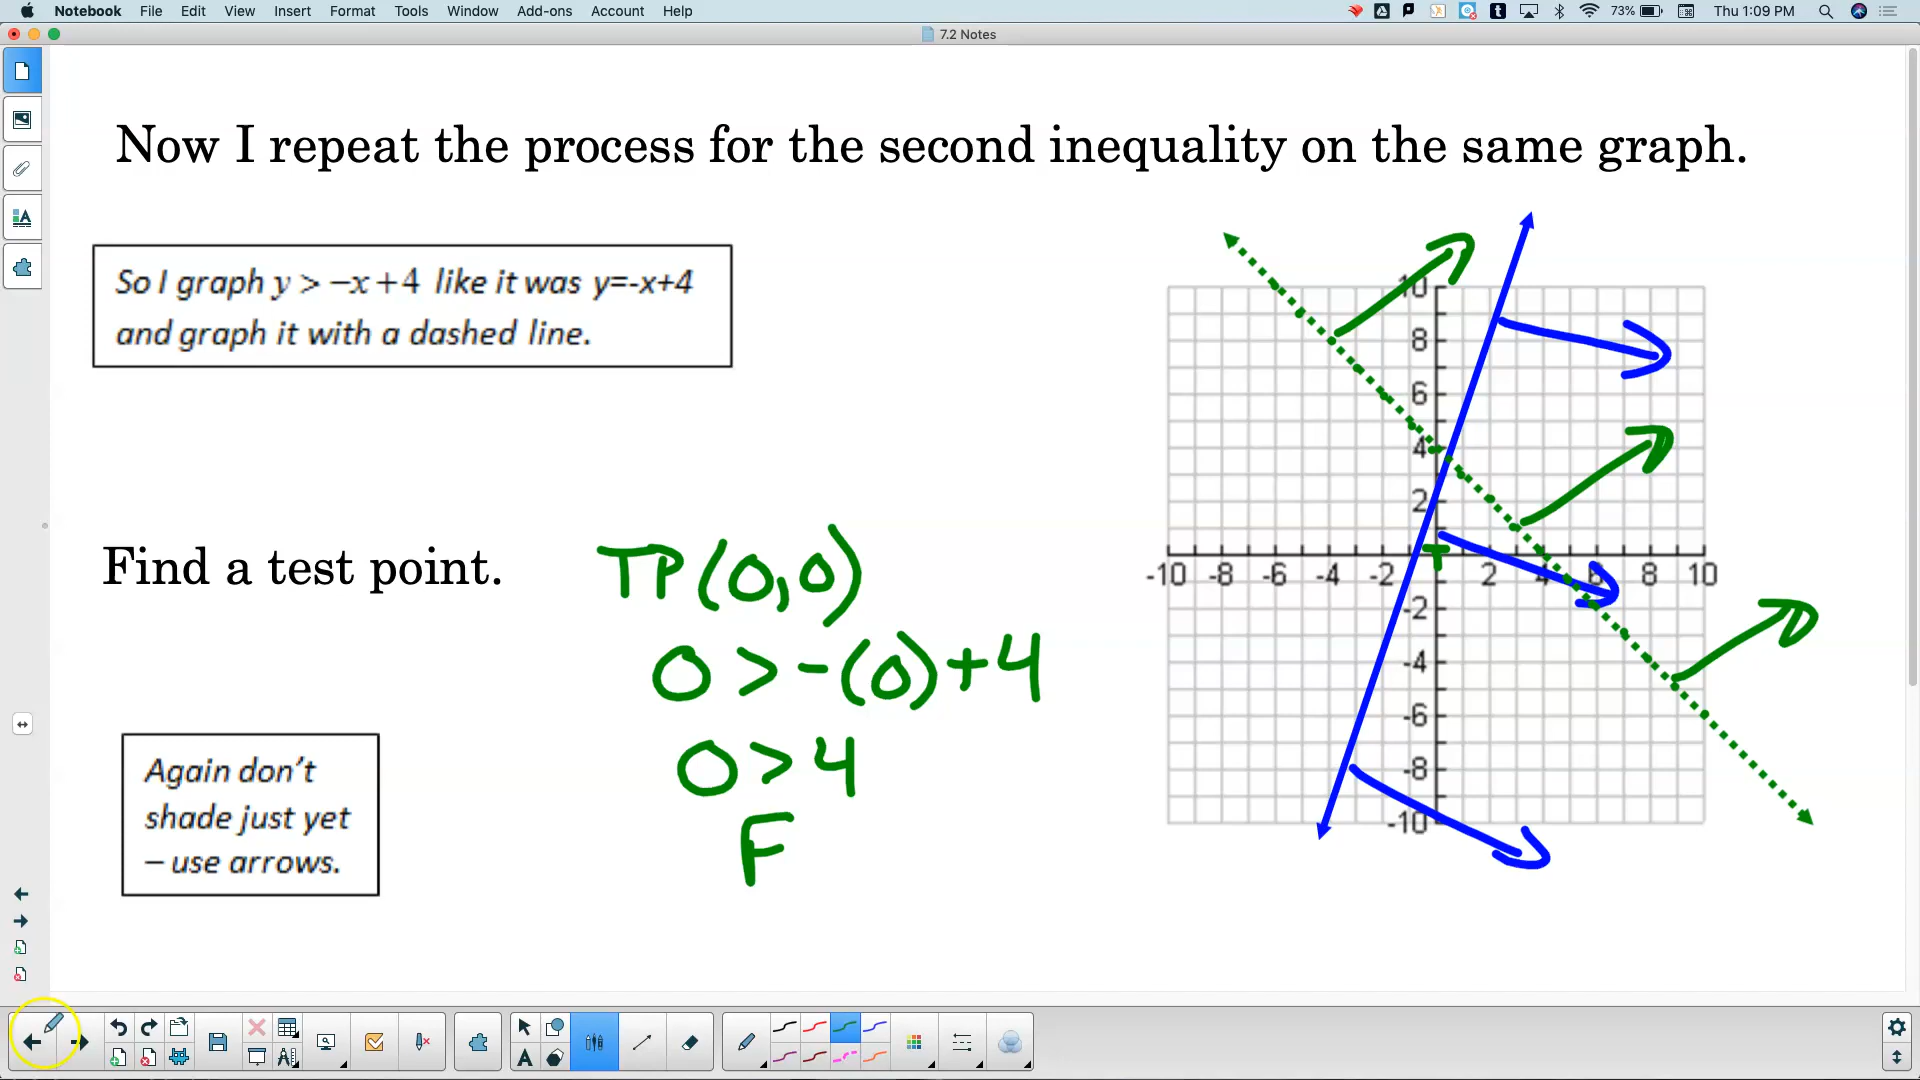 Notebook File Edit View Insert Format Tools Window Add-ons Account Help 73% Thu 1:09 PM
7.2 Notes
Now I repeat the process for the second inequality on the same graph.
So I graph y > −x + 4 like it was y=-x+4
and graph it with a dashed line.
Find a test point.
TP(0,0)
0 > -(0)+4
0 > 4
F
Again don't
shade just yet
– use arrows.
10
8
6
4
2
-10 -8 -6 -4 -2 2 4 6 8 10
-2
-4
-6
-8
-10
T